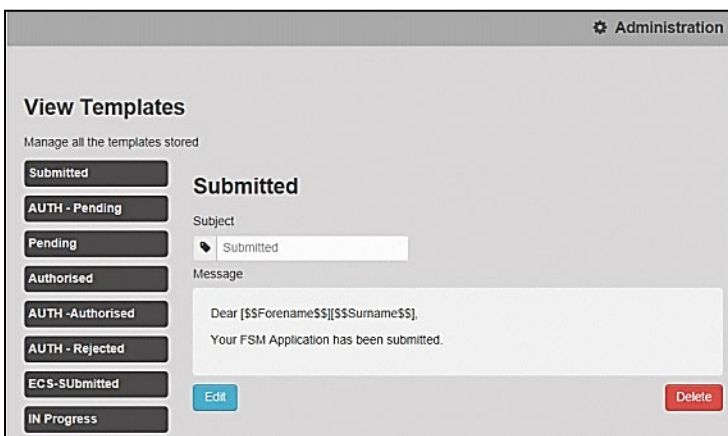 Administration
View Templates
Manage all the templates stored
Submitted
AUTH - Pending
Pending
Authorised
AUTH -Authorised
AUTH - Rejected
ECS-SUbmitted
IN Progress
Submitted
Subject
Submitted
Message
Dear [$$Forename$$][$$Surname$$],
Your FSM Application has been submitted.
Edit
Delete